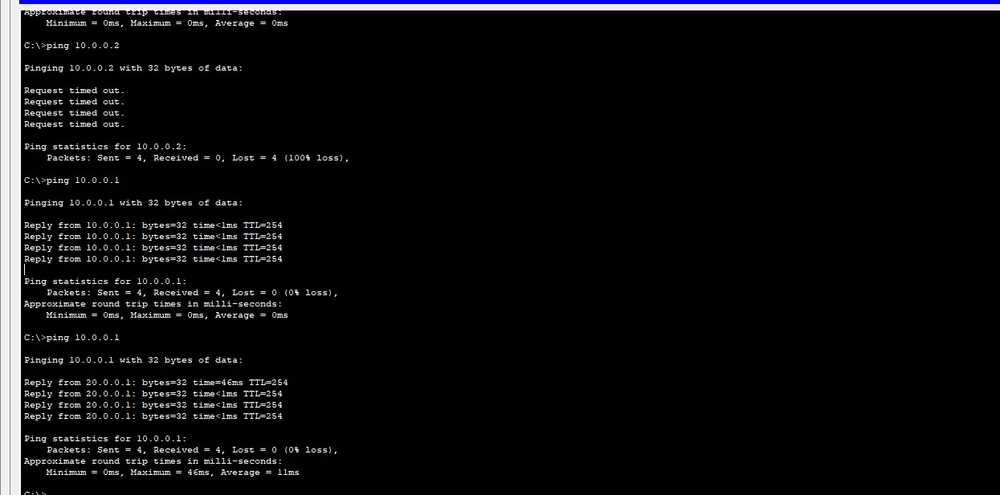 Approximate round trip times in milli-seconds:
Minimum = 0ms, Maximum = 0ms, Average = 0ms
C:\>ping 10.0.0.2
Pinging 10.0.0.2 with 32 bytes of data:
Request timed out.
Request timed out.
Request timed out.
Request timed out.
Ping statistics for 10.0.0.2:
Packets: Sent = 4, Received = 0, Lost = 4 (100% loss),
C:\>ping 10.0.0.1
Pinging 10.0.0.1 with 32 bytes of data:
Reply from 10.0.0.1: bytes=32 time<1ms TTL=254
Reply from 10.0.0.1: bytes=32 time<1ms TTL=254
Reply from 10.0.0.1: bytes=32 time<1ms TTL=254
Reply from 10.0.0.1: bytes=32 time<1ms TTL=254
Ping statistics for 10.0.0.1:
Packets: Sent = 4, Received = 4, Lost = 0 (0% loss),
Approximate round trip times in milli-seconds:
Minimum = 0ms, Maximum = 0ms, Average = 0ms
C:\>ping 10.0.0.1
Pinging 10.0.0.1 with 32 bytes of data:
Reply from 20.0.0.1: bytes=32 time=46ms TTL=254
Reply from 20.0.0.1: bytes=32 time<1ms TTL=254
Reply from 20.0.0.1: bytes=32 time<1ms TTL=254
Reply from 20.0.0.1: bytes=32 time<1ms TTL=254
Ping statistics for 10.0.0.1:
Packets: Sent = 4, Received = 4, Lost = 0 (0% loss),
Approximate round trip times in milli-seconds:
Minimum = 0ms, Maximum = 46ms, Average = 11ms
C:\>